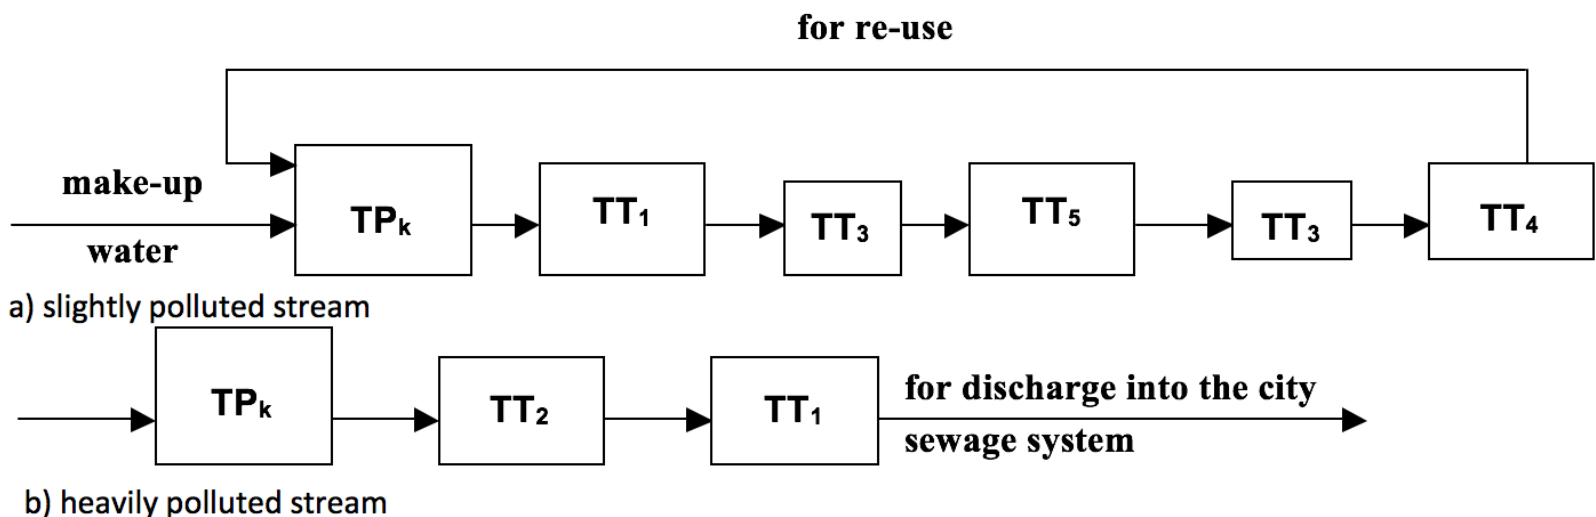 for re-use
make-up
water
TPk
TT1
TT3
TT5
TT3
TT4
a) slightly polluted stream
TPk
TT2
TT1
for discharge into the city
sewage system
b) heavily polluted stream